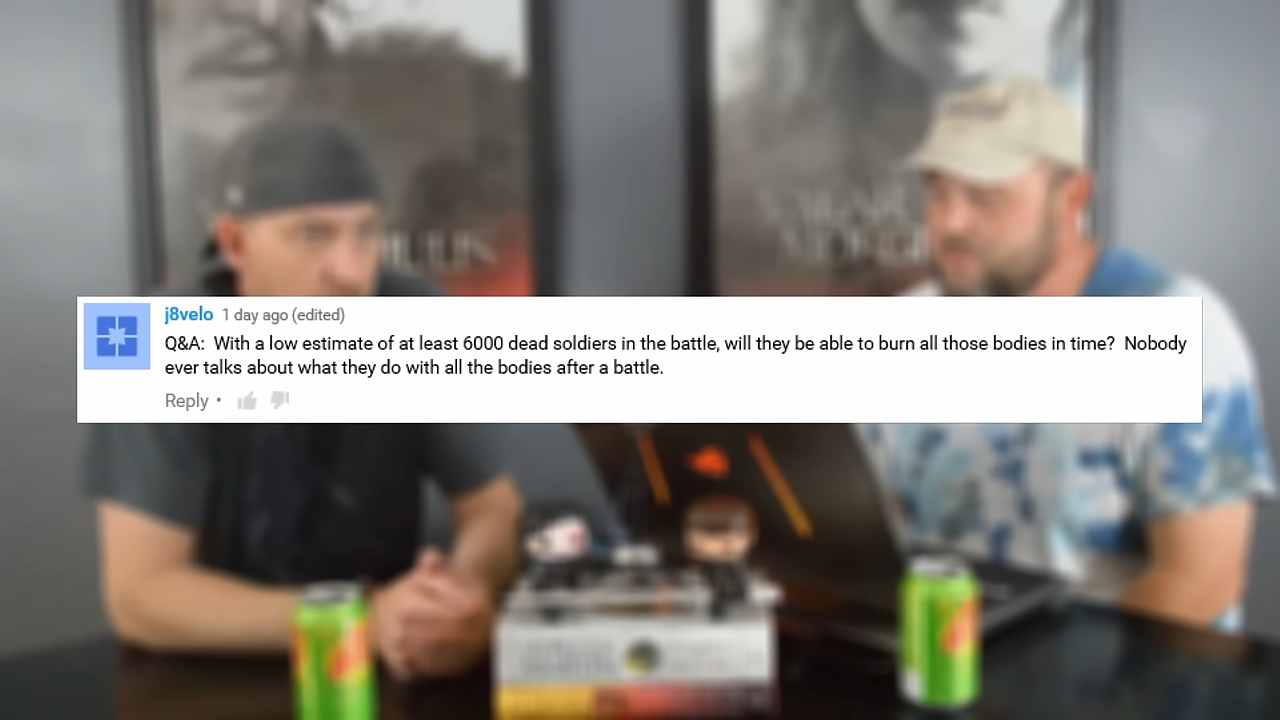 j8velo 1 day ago (edited)
Q&A:  With a low estimate of at least 6000 dead soldiers in the battle, will they be able to burn all those bodies in time?  Nobody
ever talks about what they do with all the bodies after a battle.
Reply •